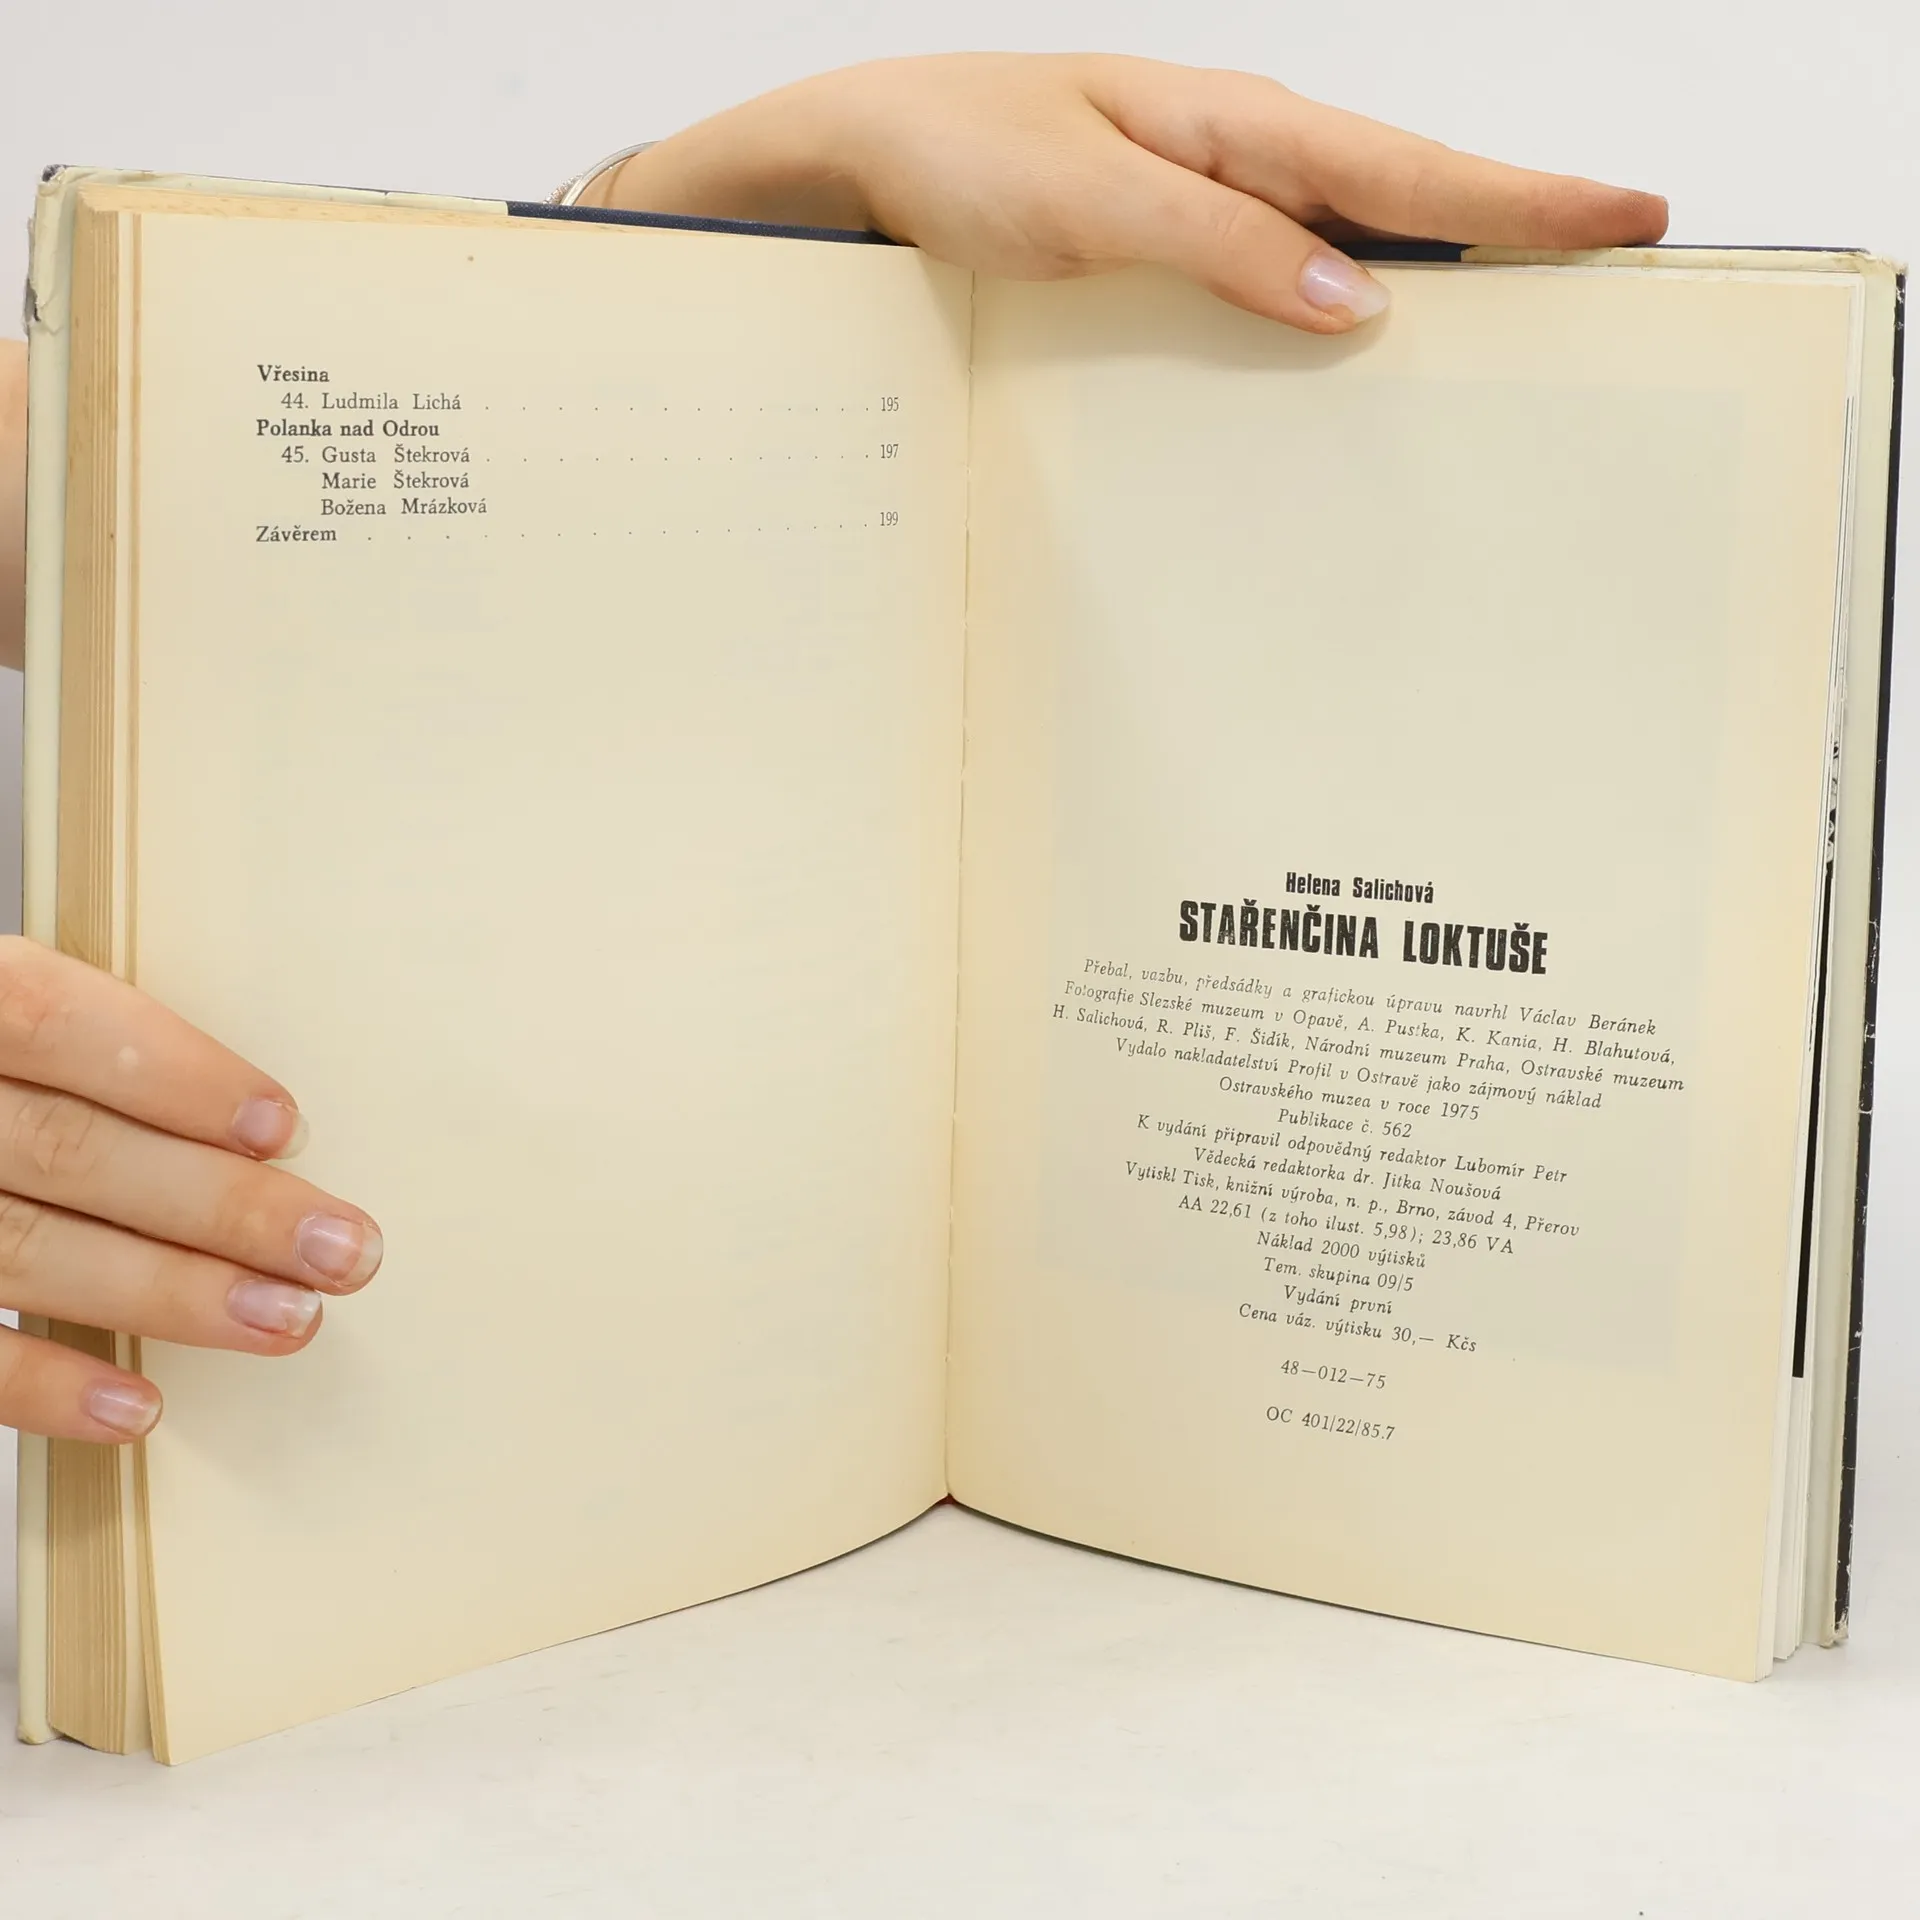 Vřesina
44. Ludmila Lichá . . . . . . . . . . . 195
Polanka nad Odrou
45. Gusta Štekrová . . . . . . . . . . . 197
Marie Štekrová
Božena Mrázková
Závěrem . . . . . . . . . . . . . 199
Helena Salichová
STAŘENČINA LOKTUŠE
Přebal, vazbu, předsádky a grafickou úpravu navrhl Václav Beránek
Fotografie Slezské muzeum v Opavě, A. Pustka, K. Kania, H. Blahutová,
H. Salichová, R. Pliš, F. Šidík, Národní muzeum Praha, Ostravské muzeum
Vydalo nakladatelství Profil v Ostravě jako zájmový náklad
Ostravského muzea v roce 1975
Publikace č. 562
K vydání připravil odpovědný redaktor Lubomír Petr
Vědecká redaktorka dr. Jitka Noušová
Vytiskl Tisk, knižní výroba, n. p., Brno, závod 4, Přerov
AA 22,61 (z toho ilust. 5,98); 23,86 VA
Náklad 2000 výtisků
Tem. skupina 09/5
Vydání první
Cena váz. výtisku 30,— Kčs
48—012—75
OC 401/22/85.7